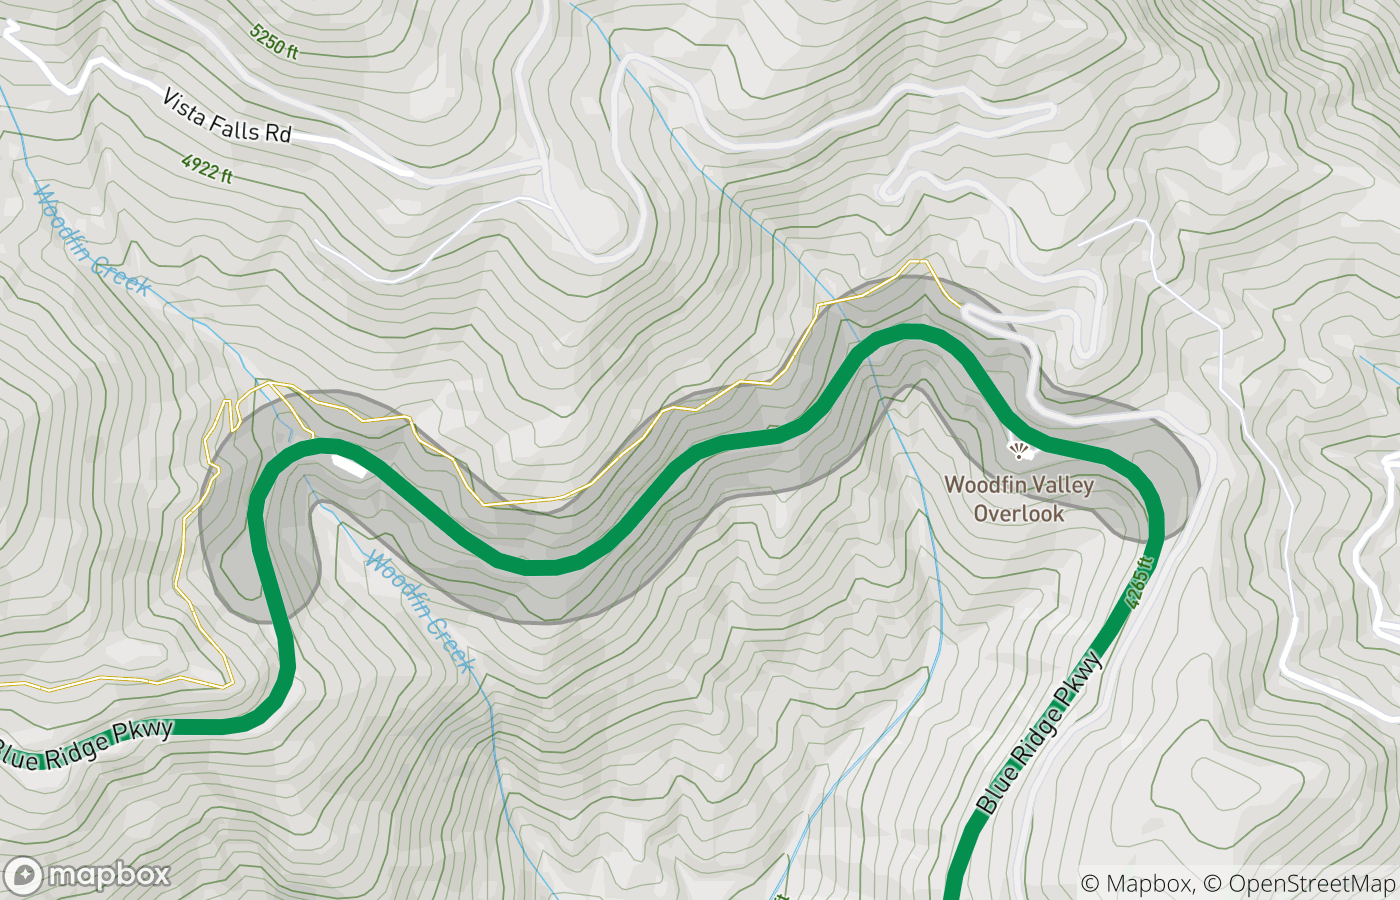 5250 ft
Vista Falls Rd
4922 ft
Woodfin Creek
Woodfin Valley
Overlook
Woodfin Creek
4265 ft
Blue Ridge Pkwy
Blue Ridge Pkwy
mapbox
© Mapbox, © OpenStreetMap